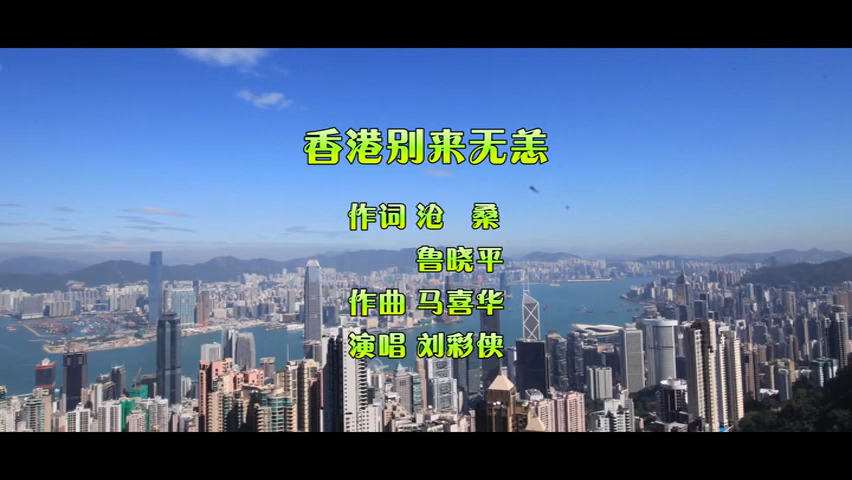 香港别来无恙
作词 沧 桑
鲁晓平
作曲 马喜华
演唱 刘彩侠